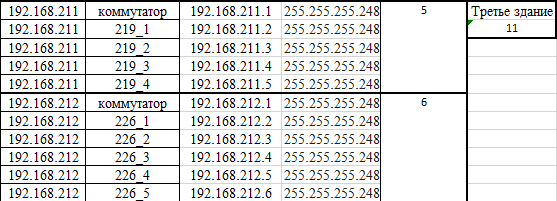 192.168.211 коммутатор 192.168.211.1 255.255.255.248 5 Третье здание
192.168.211 219_1 192.168.211.2 255.255.255.248 11
192.168.211 219_2 192.168.211.3 255.255.255.248
192.168.211 219_3 192.168.211.4 255.255.255.248
192.168.211 219_4 192.168.211.5 255.255.255.248
192.168.212 коммутатор 192.168.212.1 255.255.255.248 6
192.168.212 226_1 192.168.212.2 255.255.255.248
192.168.212 226_2 192.168.212.3 255.255.255.248
192.168.212 226_3 192.168.212.4 255.255.255.248
192.168.212 226_4 192.168.212.5 255.255.255.248
192.168.212 226_5 192.168.212.6 255.255.255.248